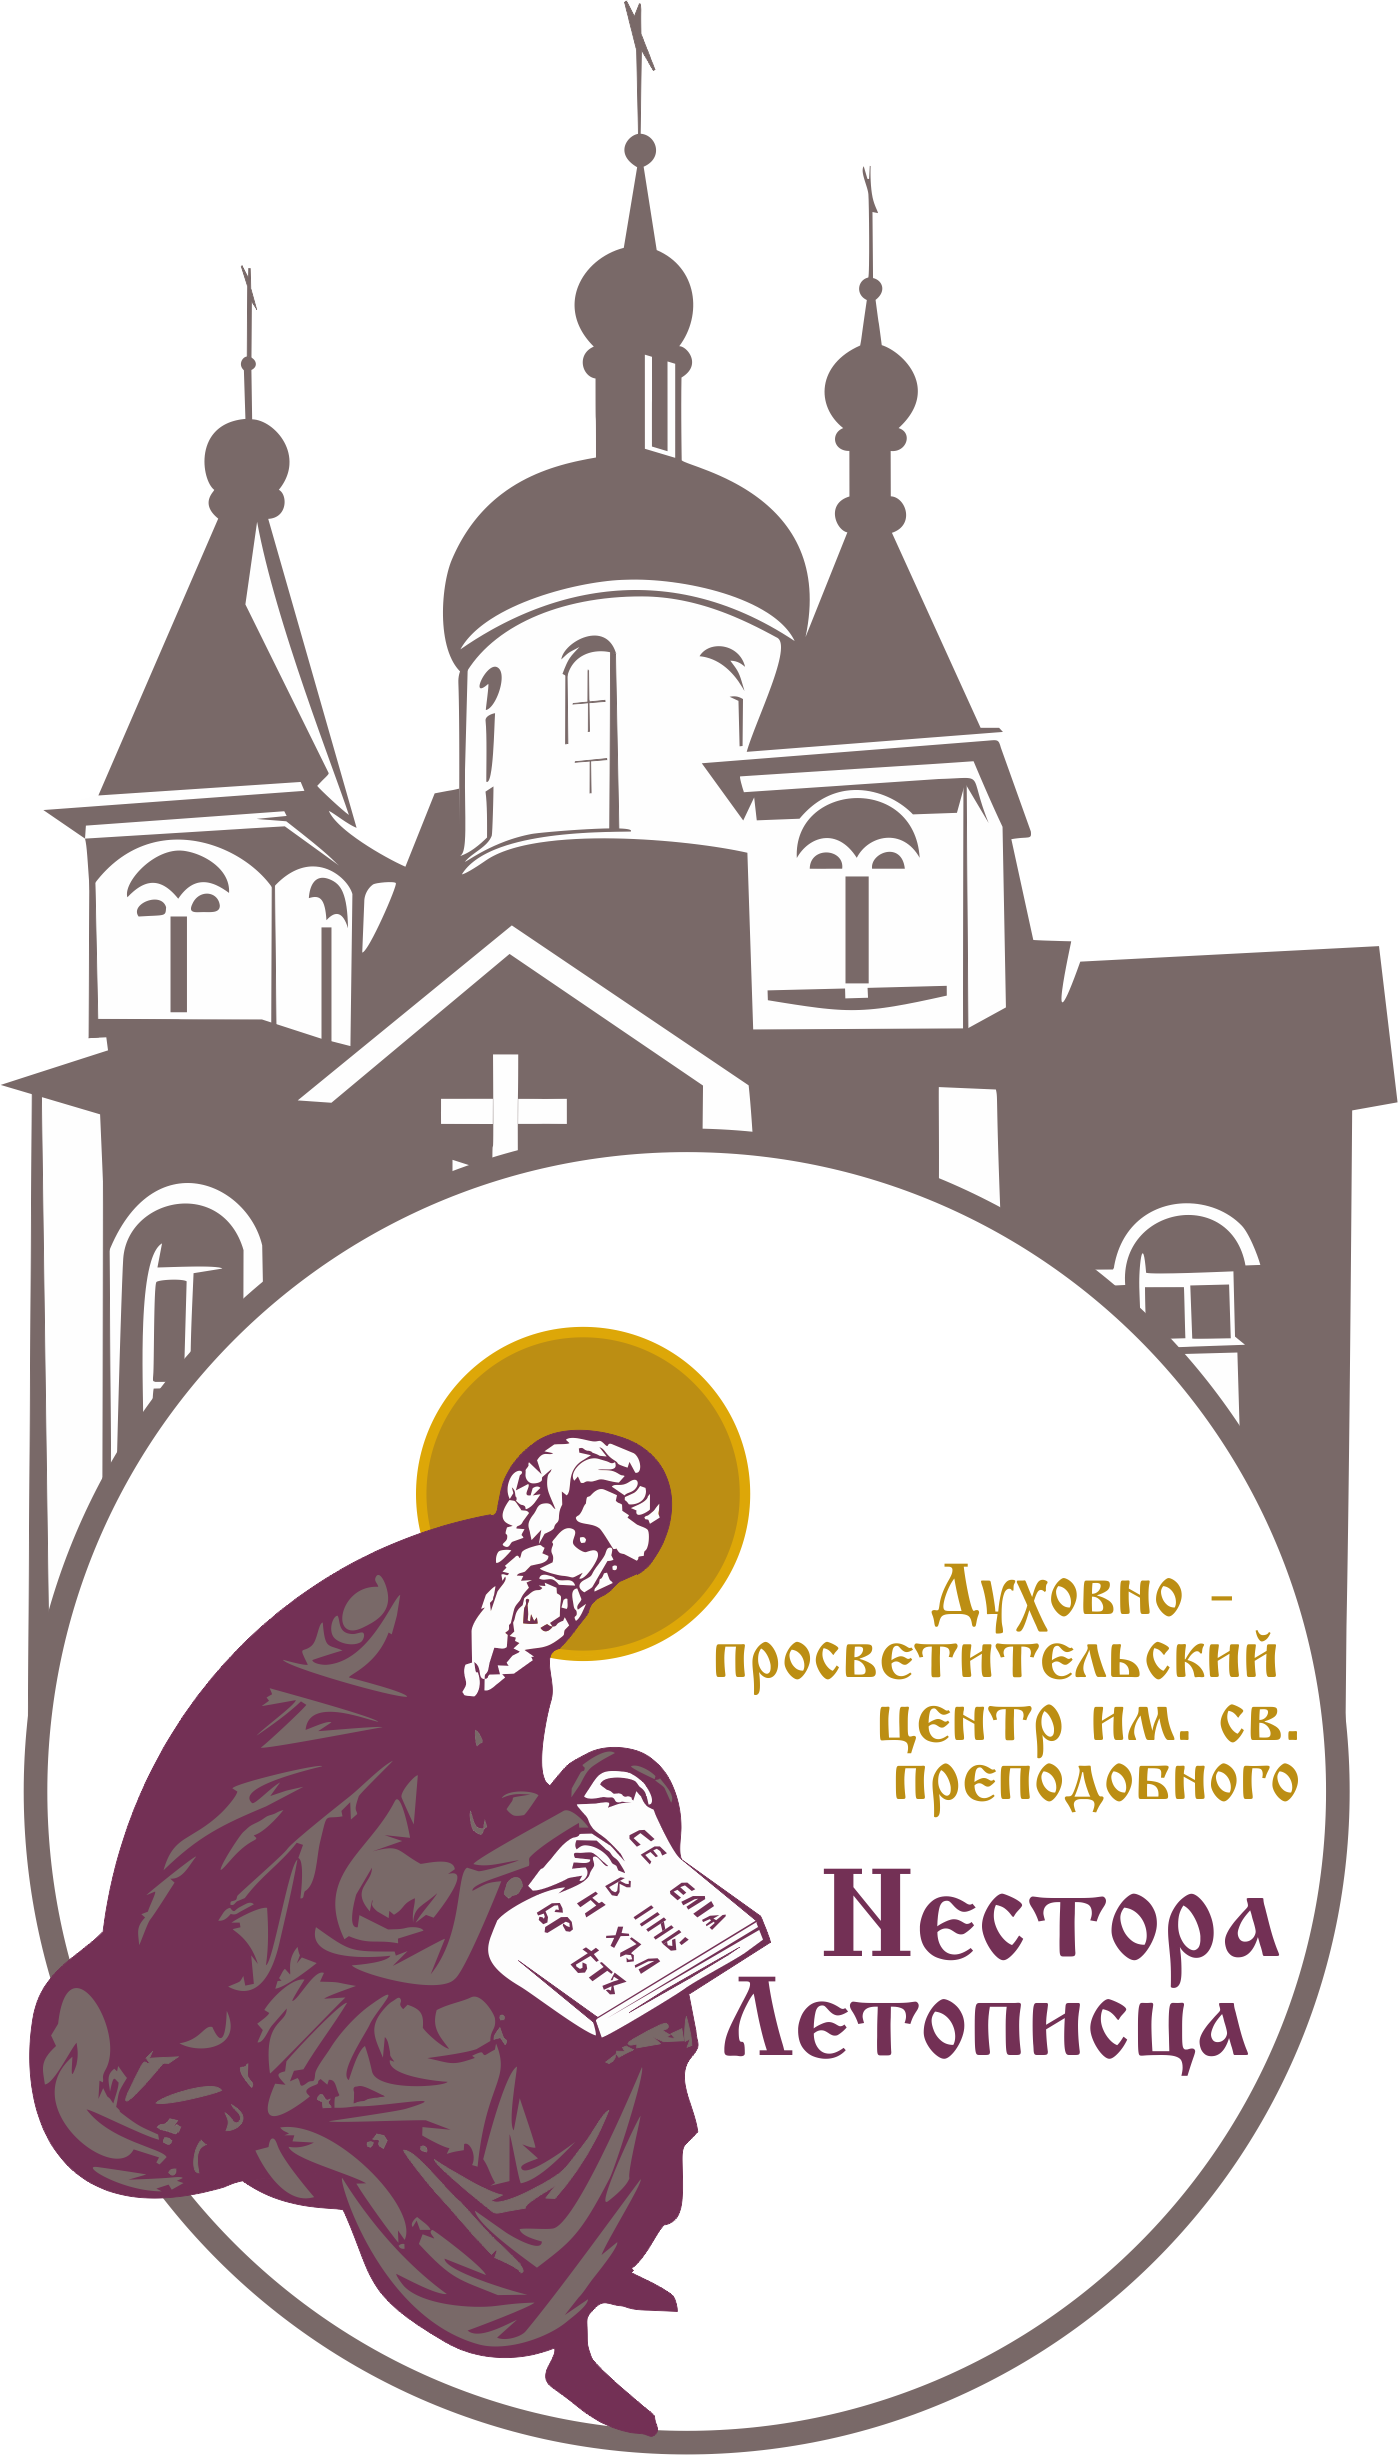 Духовно –
просветительский
центр им. св.
преподобного
Нестора
Летописца